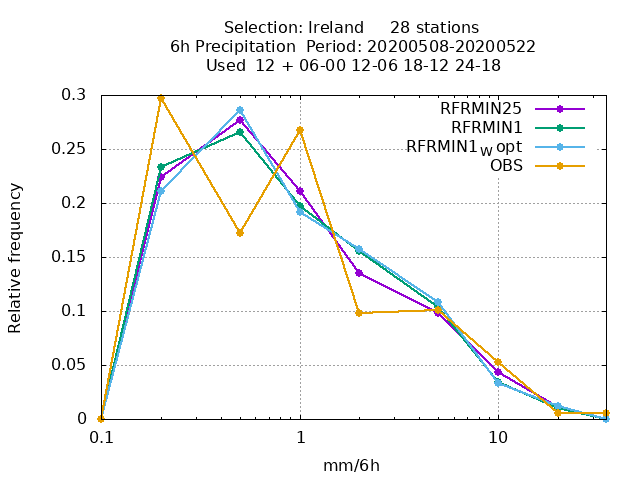 Selection: Ireland 28 stations
6h Precipitation Period: 20200508-20200522
Used 12 + 06-00 12-06 18-12 24-18
RFRMIN25
RFRMIN1
RFRMIN1wopt
OBS
0.3
0.25
0.2
0.15
0.1
0.05
0
Relative frequency
0.1 1 10
mm/6h